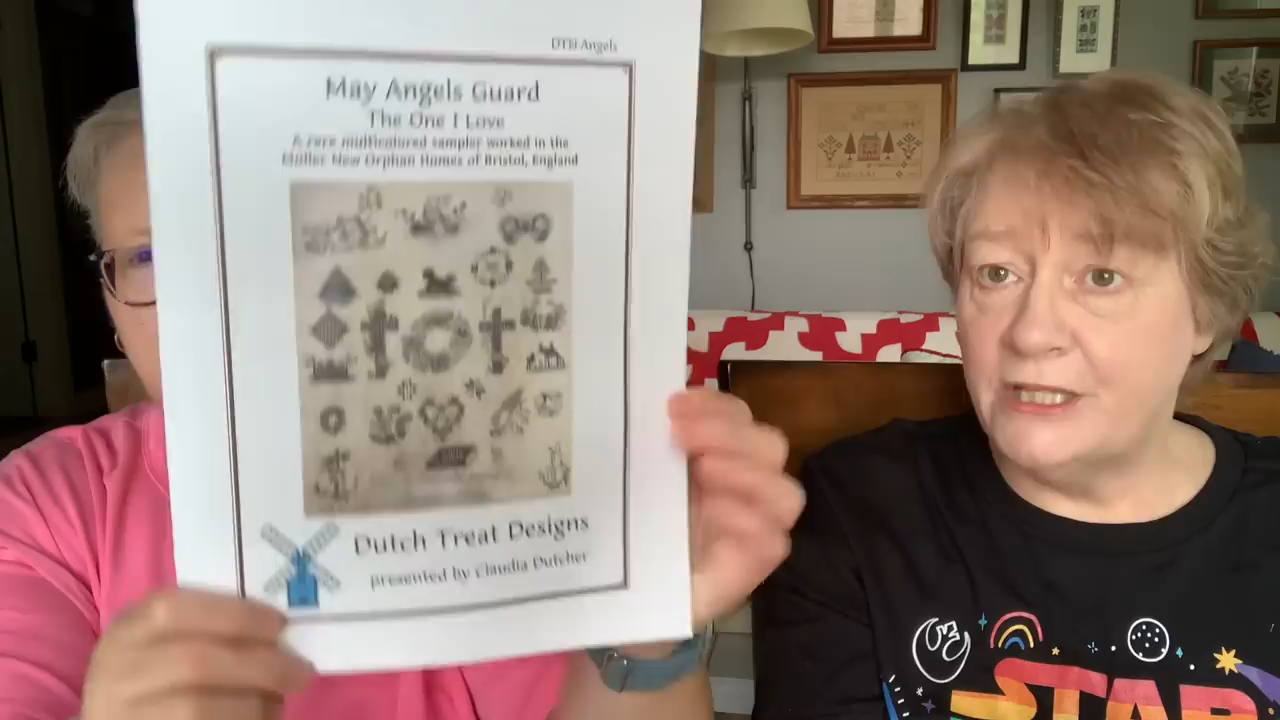 DTD Angels
May Angels Guard
The One I Love
A rare multicolored sampler worked in the
Müller New Orphan Homes of Bristol, England
Dutch Treat Designs
presented by Claudia Dutcher
STAR